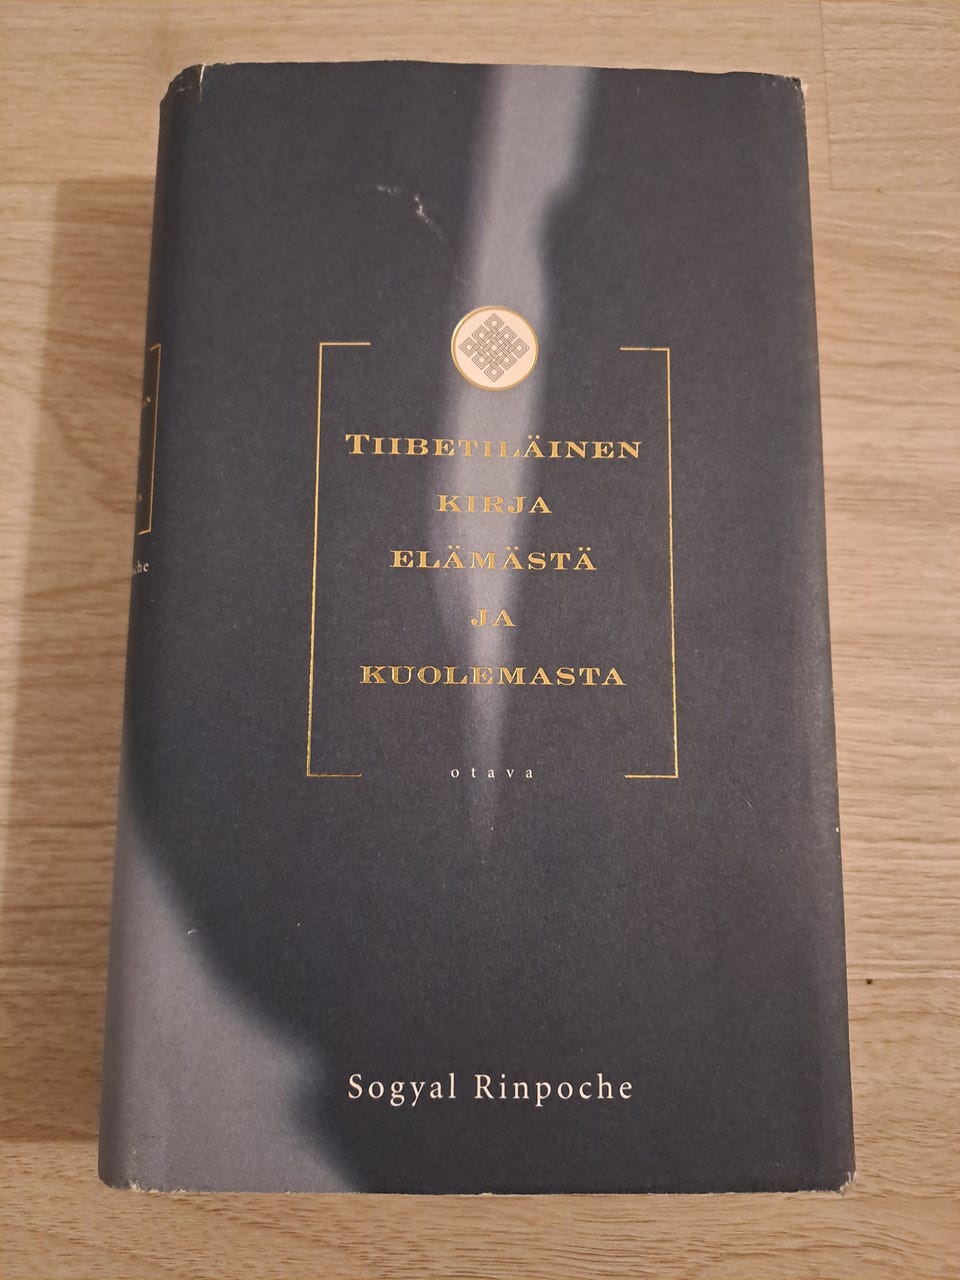 TIIBETILÄINEN
KIRJA
ELÄMÄSTÄ
JA
KUOLEMASTA
otava
Sogyal Rinpoche